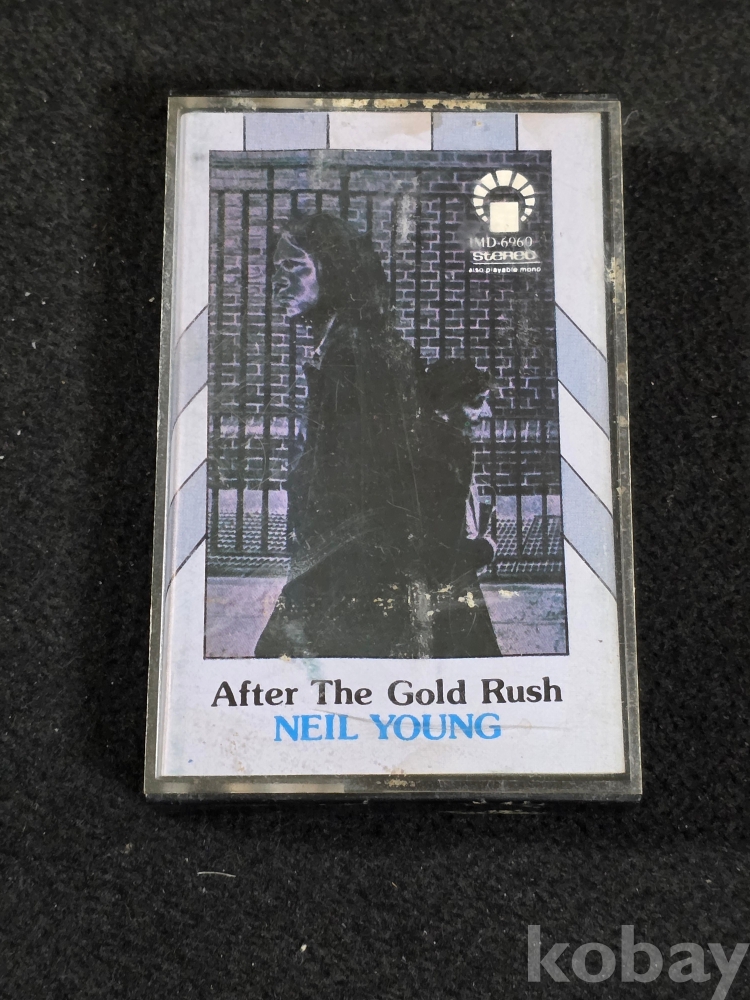 IMD-6960
STEREO
also playable mono
After The Gold Rush
NEIL YOUNG
kobay